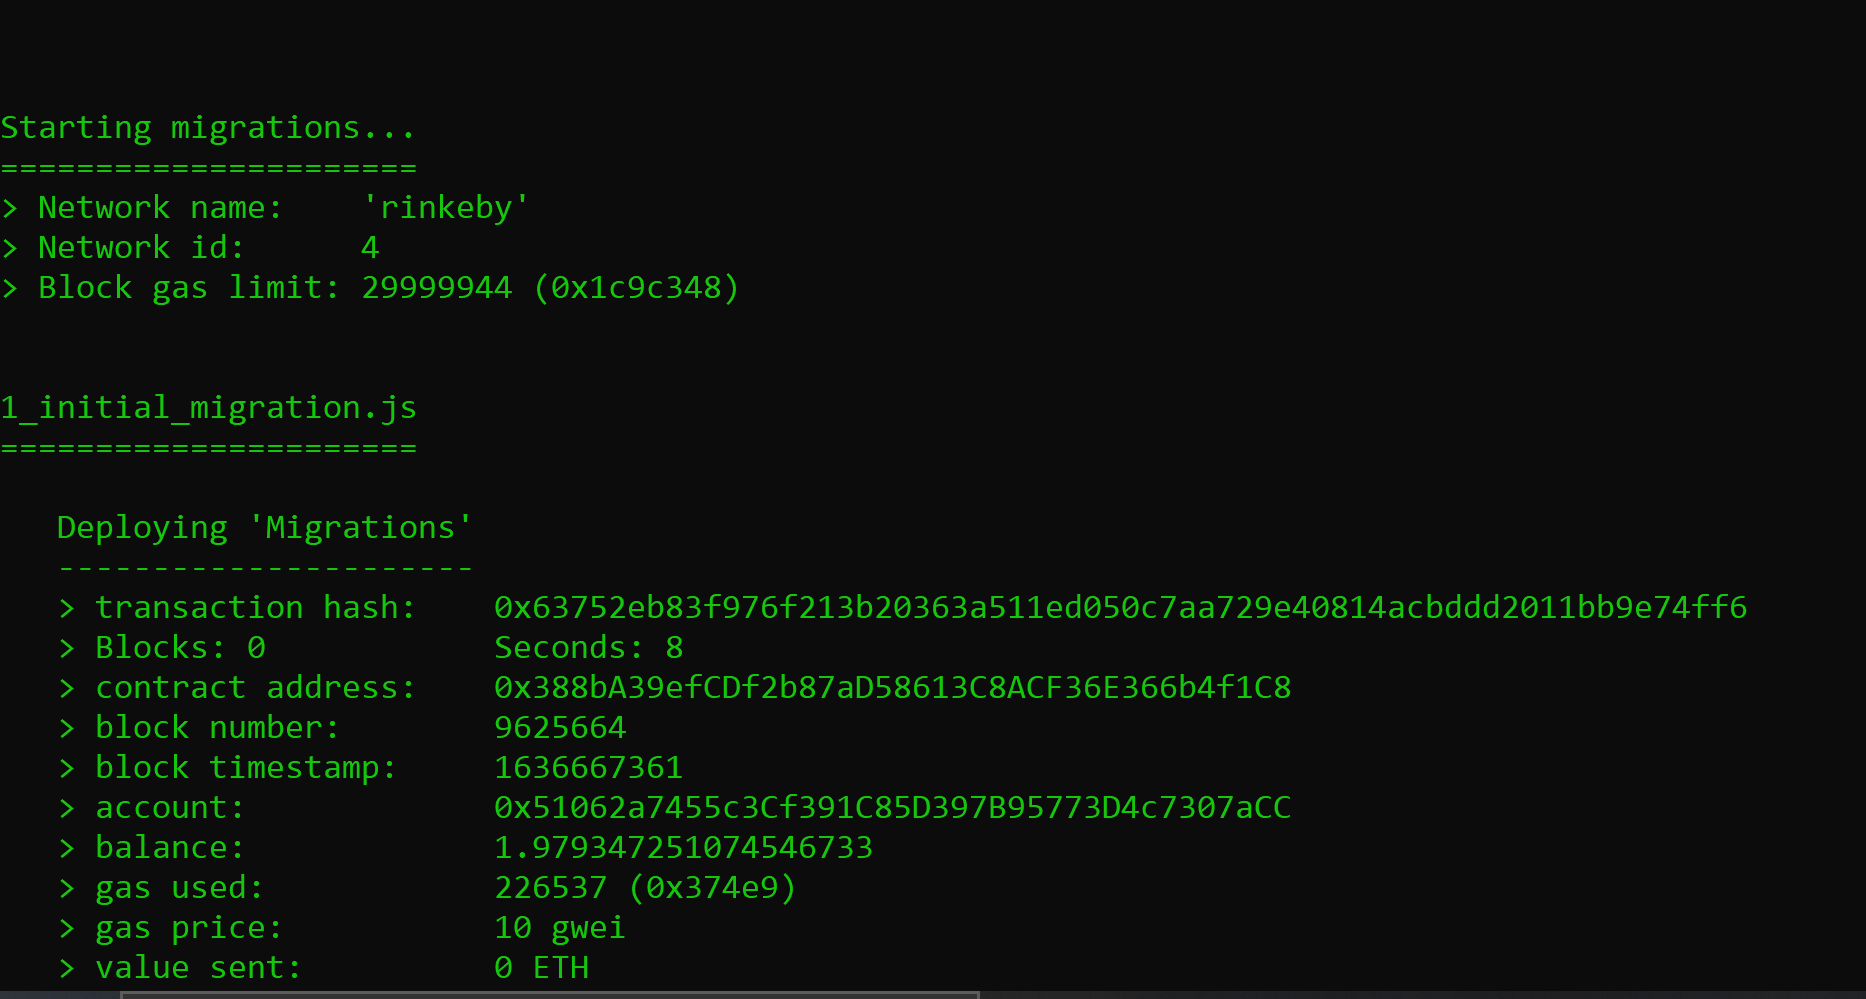 Starting migrations...
======================
> Network name:    'rinkeby'
> Network id:      4
> Block gas limit: 29999944 (0x1c9c348)
1_initial_migration.js
======================
   Deploying 'Migrations'
   ----------------------
   > transaction hash:    0x63752eb83f976f213b20363a511ed050c7aa729e40814acbddd2011bb9e74ff6
   > Blocks: 0            Seconds: 8
   > contract address:    0x388bA39efCDf2b87aD58613C8ACF36E366b4f1C8
   > block number:        9625664
   > block timestamp:     1636667361
   > account:             0x51062a7455c3Cf391C85D397B95773D4c7307aCC
   > balance:             1.979347251074546733
   > gas used:            226537 (0x374e9)
   > gas price:           10 gwei
   > value sent:          0 ETH